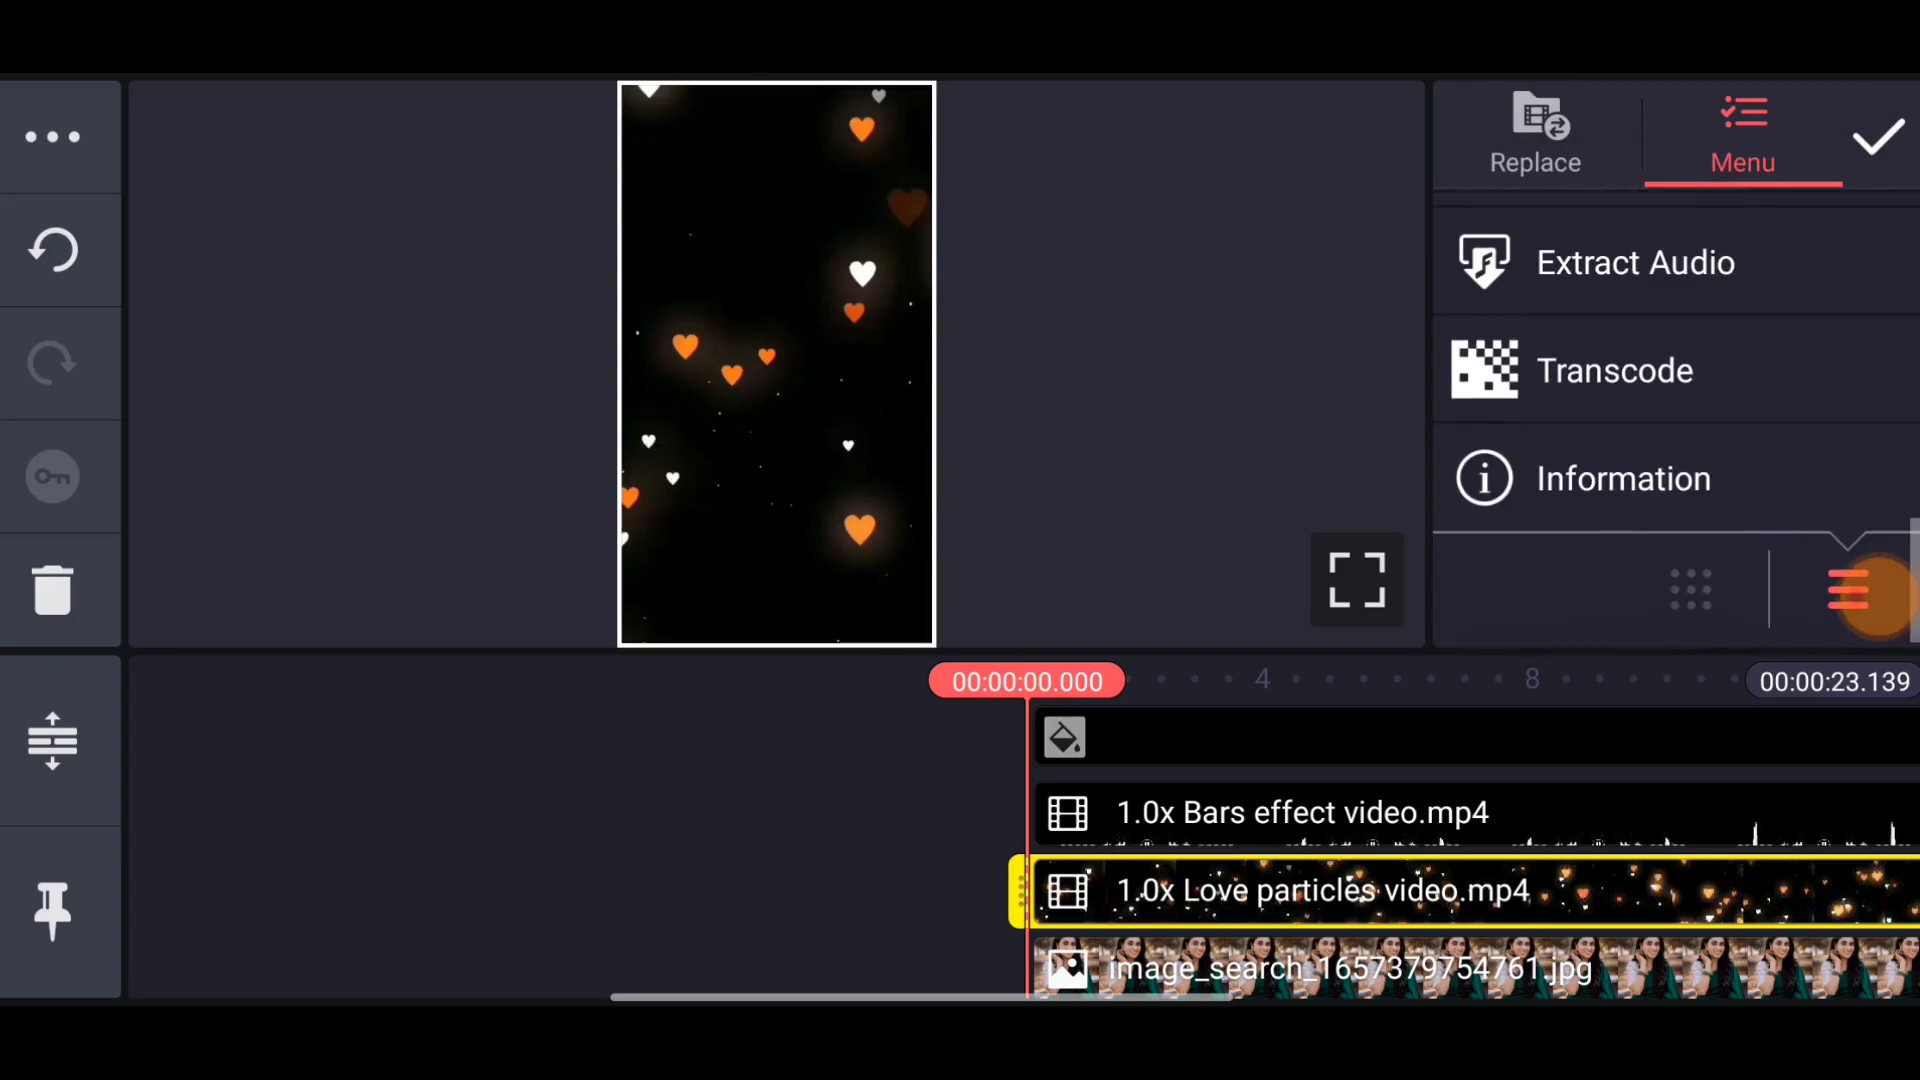 Replace
Menu
Extract Audio
Transcode
Information
00:00:00.000
4
8
00:00:23.139
1.0x Bars effect video.mp4
1.0x Love particles video.mp4
image_search_1657379754761.jpg